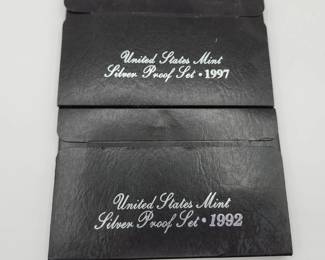 United States Mint
Silver Proof Set • 1997
United States Mint
Silver Proof Set • 1992